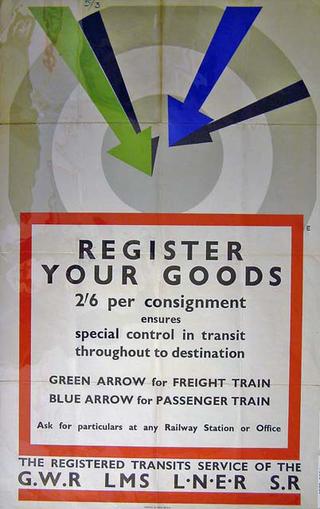 5/3
E
REGISTER
YOUR GOODS
2/6 per consignment
ensures
special control in transit
throughout to destination
GREEN ARROW for FREIGHT TRAIN
BLUE ARROW for PASSENGER TRAIN
Ask for particulars at any Railway Station or Office
THE REGISTERED TRANSITS SERVICE OF THE
G.W.R LMS L·N·E·R S.R